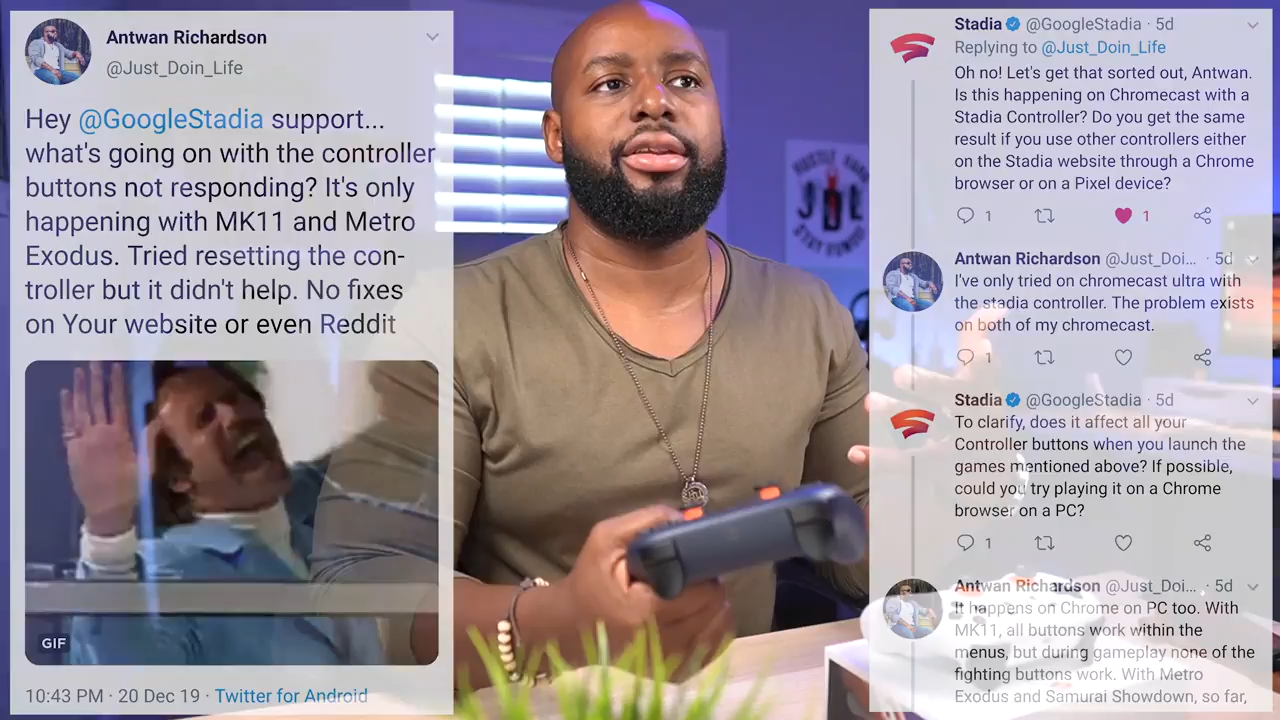 Antwan Richardson
@Just_Doin_Life
Hey @GoogleStadia support...
what's going on with the controller
buttons not responding? It's only
happening with MK11 and Metro
Exodus. Tried resetting the con-
troller but it didn't help. No fixes
on Your website or even Reddit
GIF
10:43 PM · 20 Dec 19 · Twitter for Android
HUSTLE HARD
JOE
STAY HUMBLE
Stadia @GoogleStadia · 5d
Replying to @Just_Doin_Life
Oh no! Let's get that sorted out, Antwan.
Is this happening on Chromecast with a
Stadia Controller? Do you get the same
result if you use other controllers either
on the Stadia website through a Chrome
browser or on a Pixel device?
1 1
Antwan Richardson @Just_Doi... · 5d
I've only tried on chromecast ultra with
the stadia controller. The problem exists
on both of my chromecast.
1
Stadia @GoogleStadia · 5d
To clarify, does it affect all your
Controller buttons when you launch the
games mentioned above? If possible,
could you try playing it on a Chrome
browser on a PC?
1
Antwan Richardson @Just_Doi... · 5d
It happens on Chrome on PC too. With
MK11, all buttons work within the
menus, but during gameplay none of the
fighting buttons work. With Metro
Exodus and Samurai Showdown, so far,